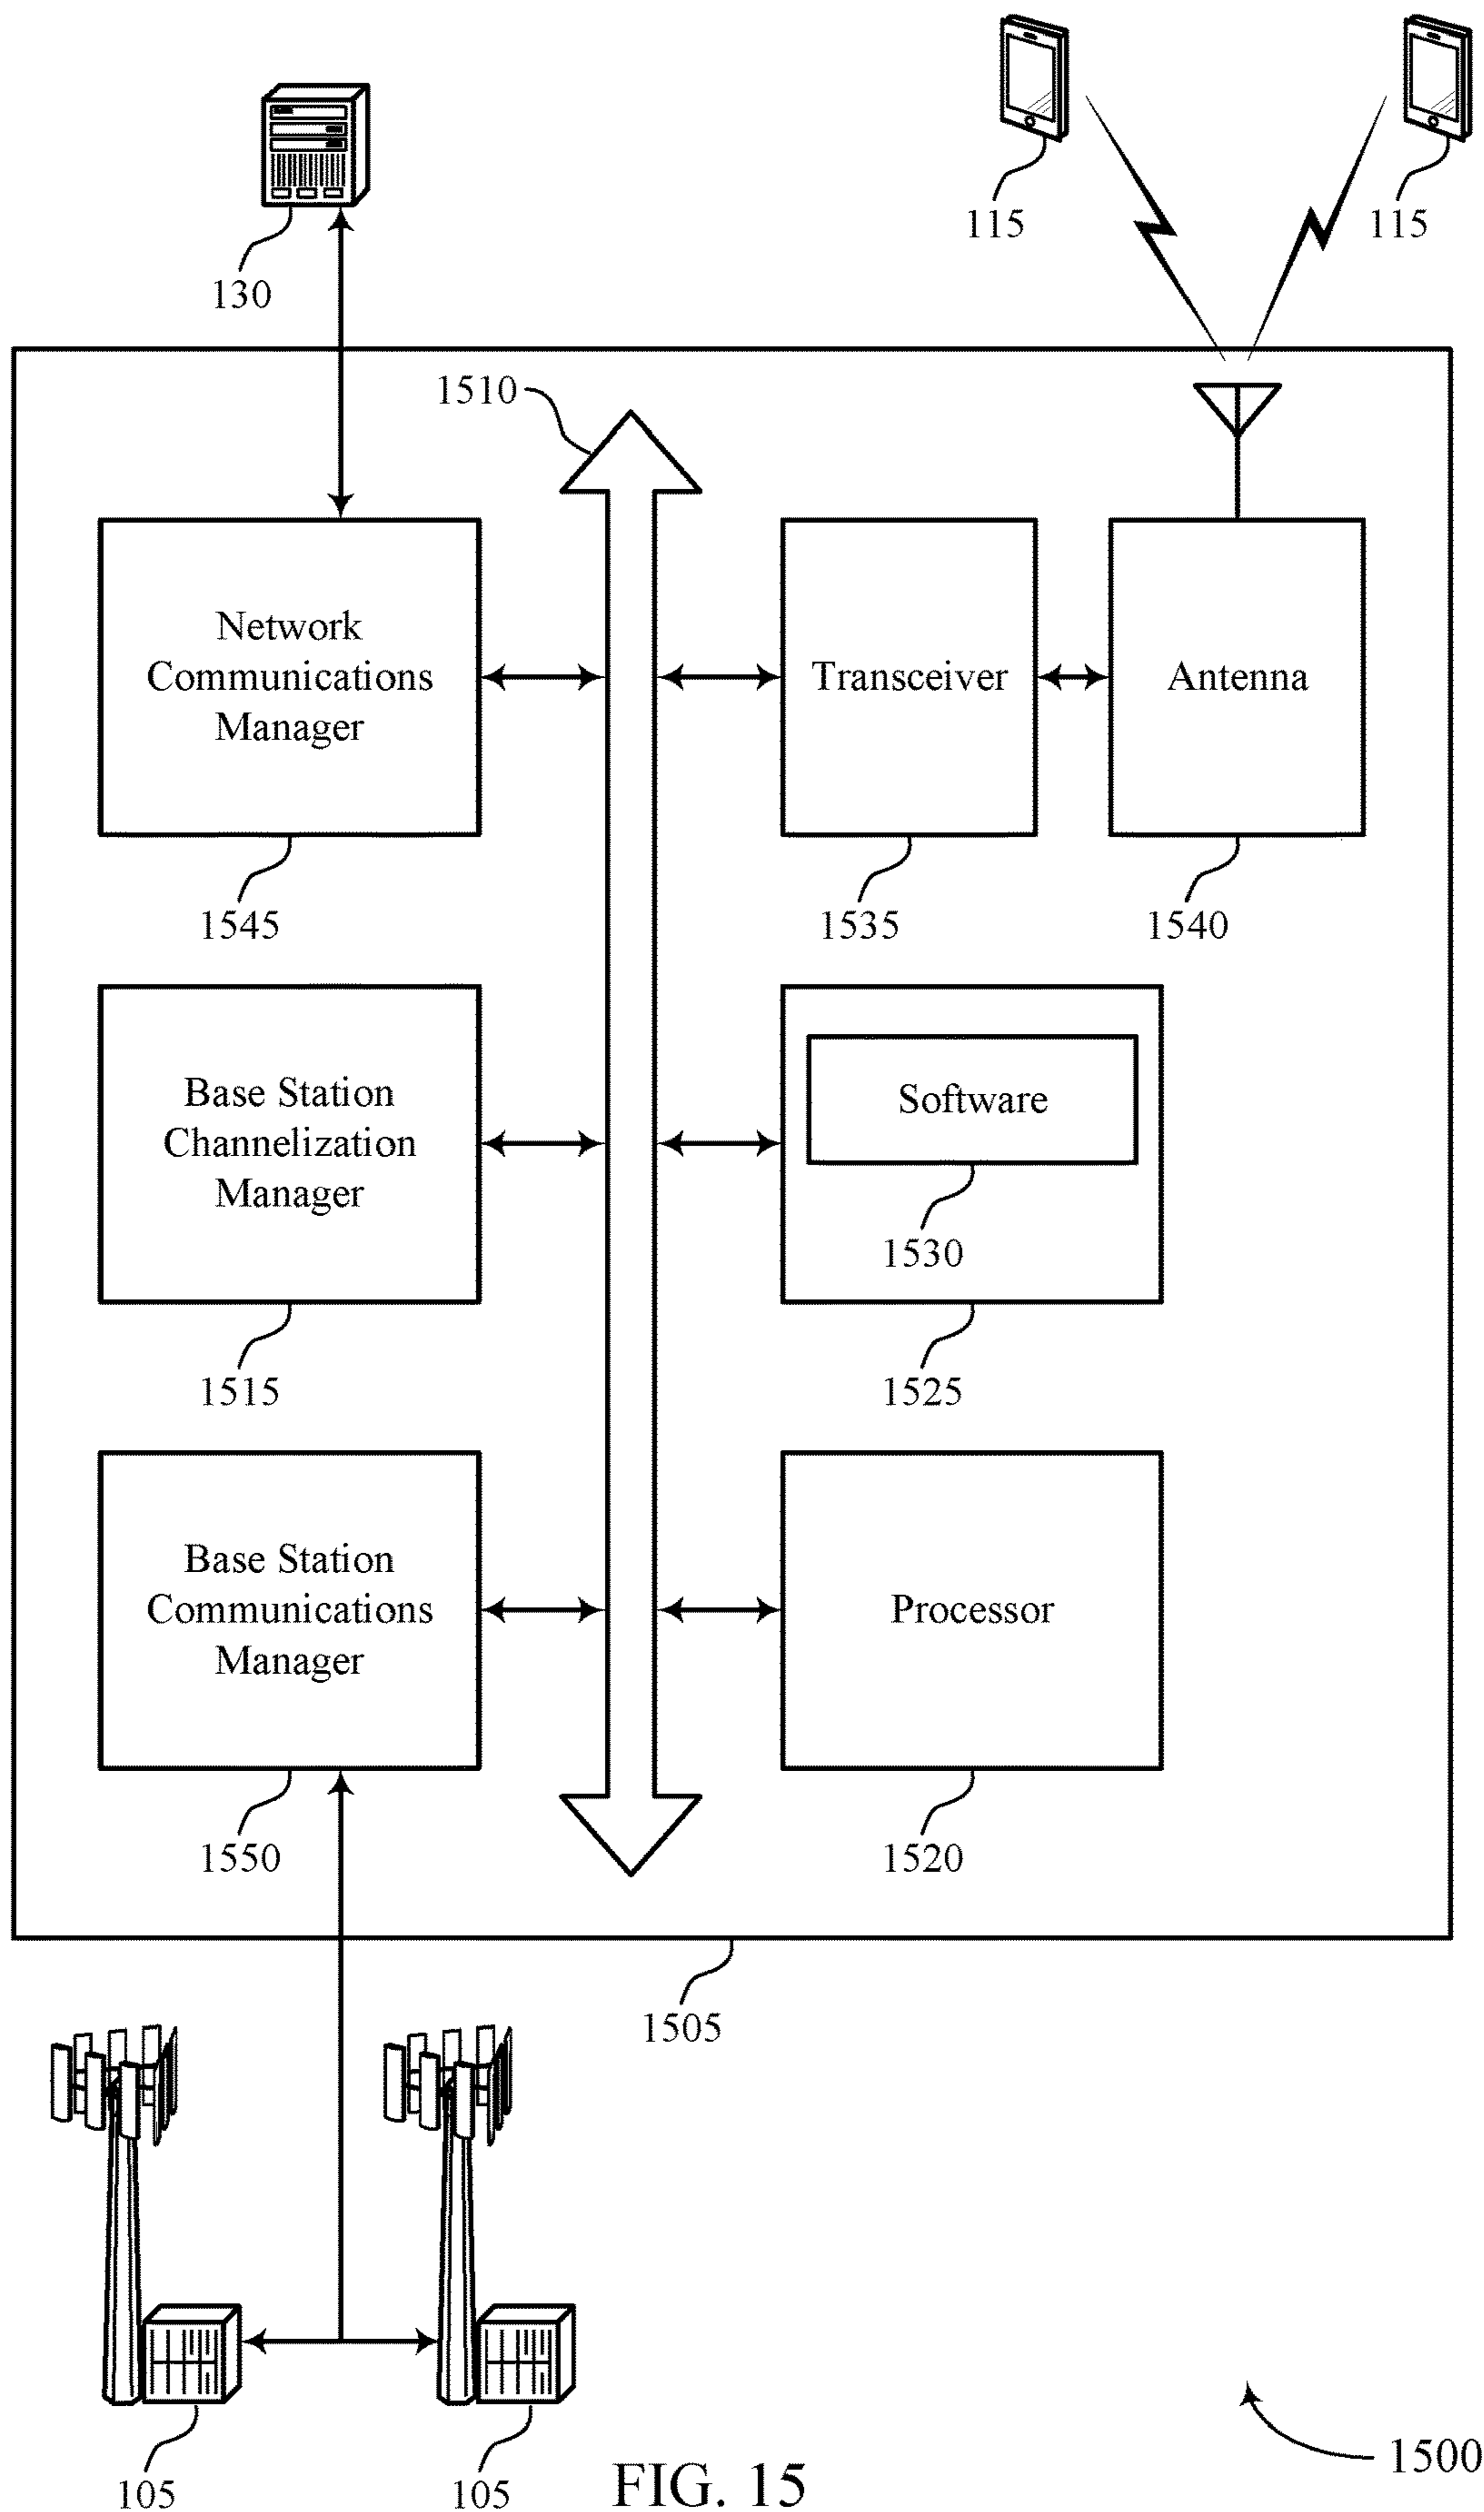 115
115
130
1510
Network
Communications
Manager
Transceiver
Antenna
1545
1535
1540
Base Station
Channelization
Manager
Software
1530
1515
1525
Base Station
Communications
Manager
Processor
1550
1520
1505
105
105
FIG. 15
1500